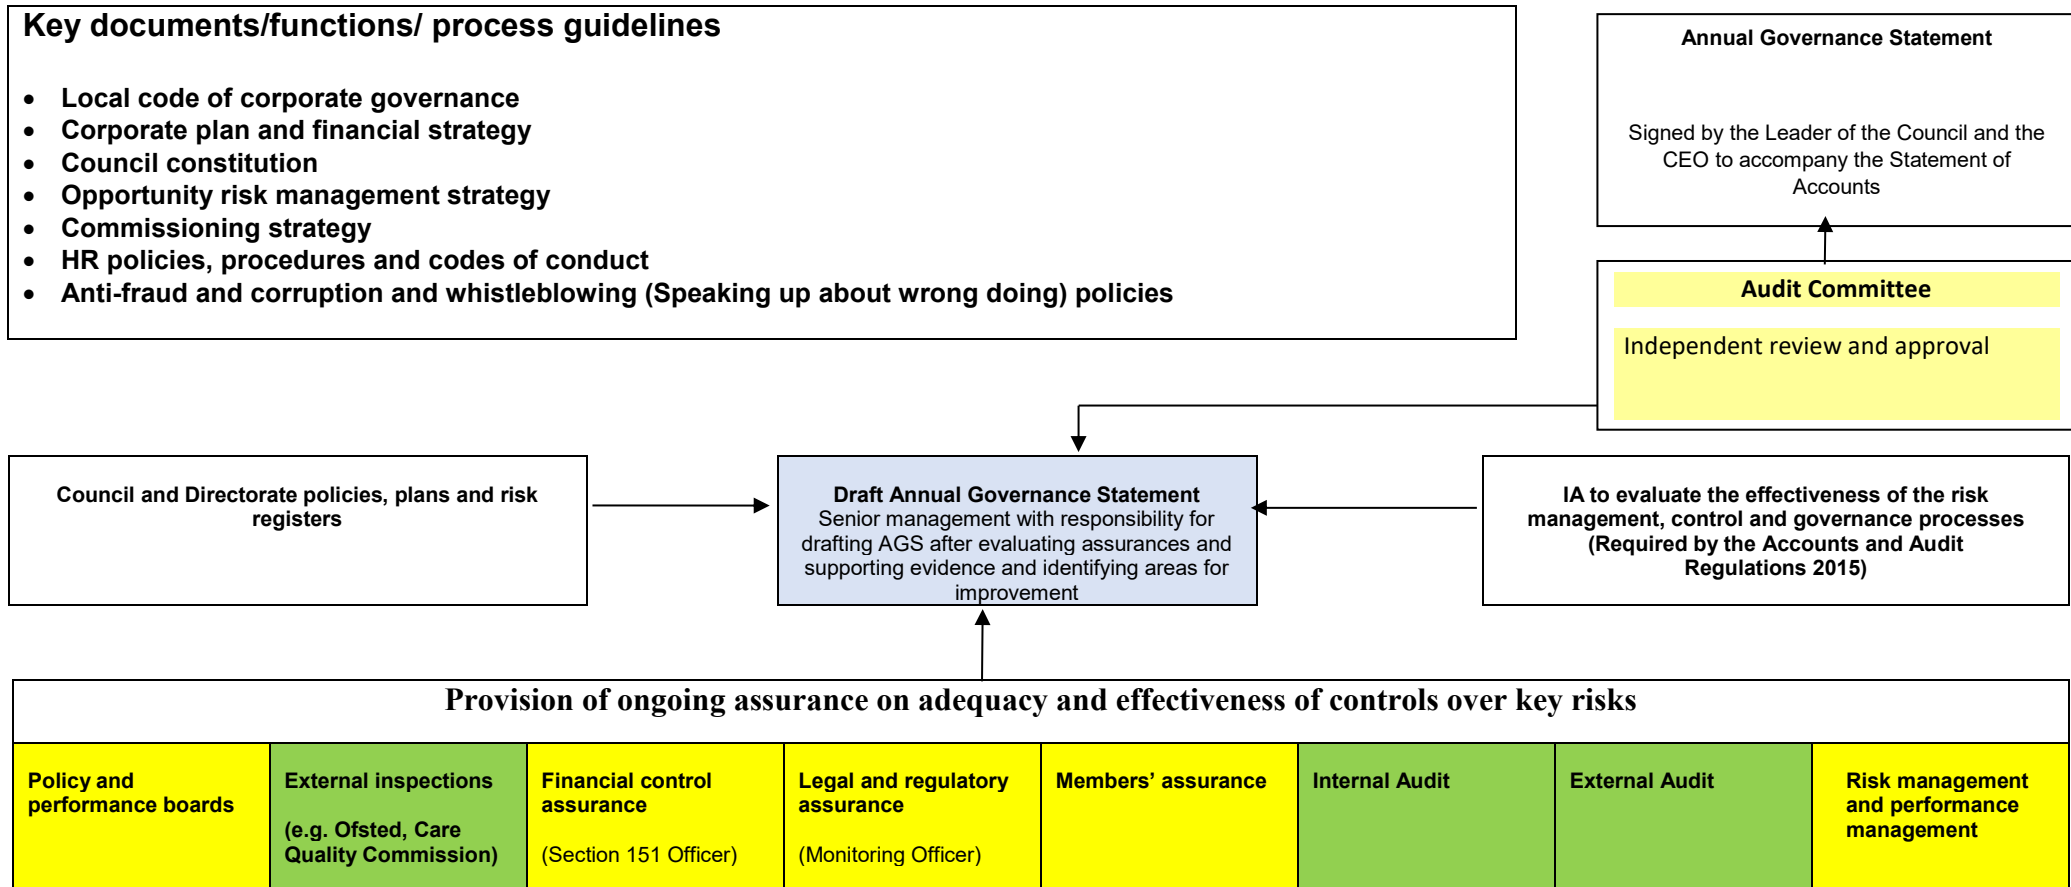 Key documents/functions/ process guidelines
• Local code of corporate governance
• Corporate plan and financial strategy
• Council constitution
• Opportunity risk management strategy
• Commissioning strategy
• HR policies, procedures and codes of conduct
• Anti-fraud and corruption and whistleblowing (Speaking up about wrong doing) policies
Annual Governance Statement
Signed by the Leader of the Council and the
CEO to accompany the Statement of
Accounts
Audit Committee
Independent review and approval
Council and Directorate policies, plans and risk
registers
Draft Annual Governance Statement
Senior management with responsibility for
drafting AGS after evaluating assurances and
supporting evidence and identifying areas for
improvement
IA to evaluate the effectiveness of the risk
management, control and governance processes
(Required by the Accounts and Audit
Regulations 2015)
Provision of ongoing assurance on adequacy and effectiveness of controls over key risks
Policy and
performance boards
External inspections
(e.g. Ofsted, Care
Quality Commission)
Financial control
assurance
(Section 151 Officer)
Legal and regulatory
assurance
(Monitoring Officer)
Members’ assurance
Internal Audit
External Audit
Risk management
and performance
management